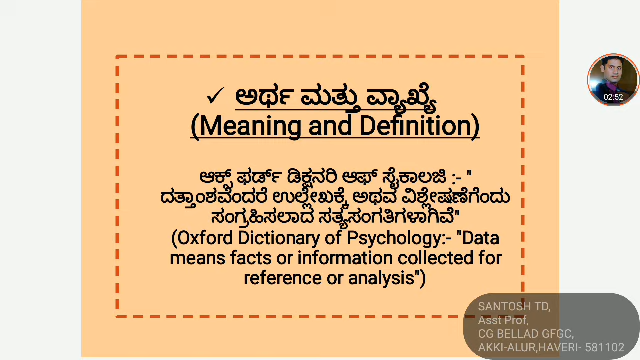 ✓ ಅರ್ಥ ಮತ್ತು ವ್ಯಾಖ್ಯೆ
(Meaning and Definition)
ಆಕ್ಸ್ ಫರ್ಡ್ ಡಿಕ್ಷನರಿ ಆಫ್ ಸೈಕಾಲಜಿ :- "
ದತ್ತಾಂಶವೆಂದರೆ ಉಲ್ಲೇಖಕ್ಕೆ ಅಥವ ವಿಶ್ಲೇಷಣೆಗೆಂದು
ಸಂಗ್ರಹಿಸಲಾದ ಸತ್ಯಸಂಗತಿಗಳಾಗಿವೆ"
(Oxford Dictionary of Psychology:- "Data
means facts or information collected for
reference or analysis")
02:52
SANTOSH TD,
Asst Prof,
CG BELLAD GFGC,
AKKI-ALUR,HAVERI- 581102